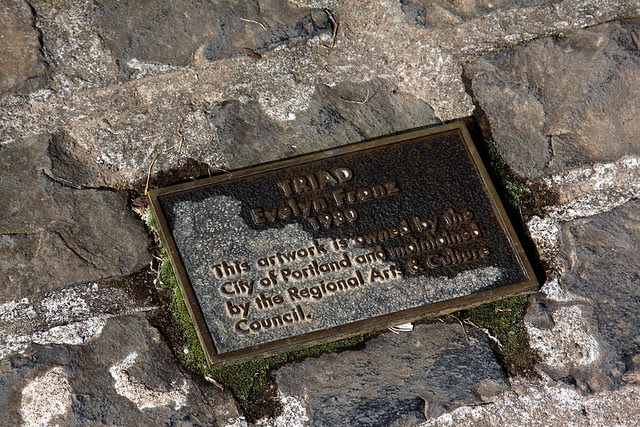 TRIAD
Evelyn Franz
1980
This artwork is owned by the
City of Portland and maintained
by the Regional Arts & Culture
Council.